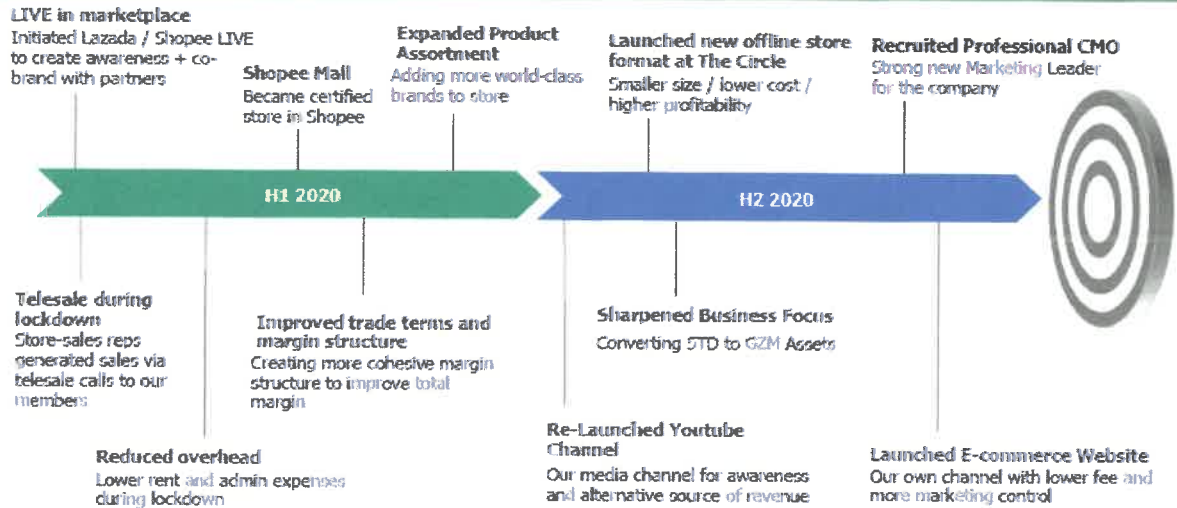 LIVE in marketplace
Initiated Lazada / Shopee LIVE
to create awareness + co-
brand with partners
Shopee Mall
Became certified
store in Shopee
Expanded Product
Assortment
Adding more world-class
brands to store
Launched new offline store
format at The Circle
Smaller size / lower cost /
higher profitability
Recruited Professional CMO
Strong new Marketing Leader
for the company
H1 2020
H2 2020
Telesale during
lockdown
Store-sales reps
generated sales via
telesale calls to our
members
Reduced overhead
Lower rent and admin expenses
during lockdown
Improved trade terms and
margin structure
Creating more cohesive margin
structure to improve total
margin
Re-Launched Youtube
Channel
Our media channel for awareness
and alternative source of revenue
Sharpened Business Focus
Converting STD to GZM Assets
Launched E-commerce Website
Our own channel with lower fee and
more marketing control